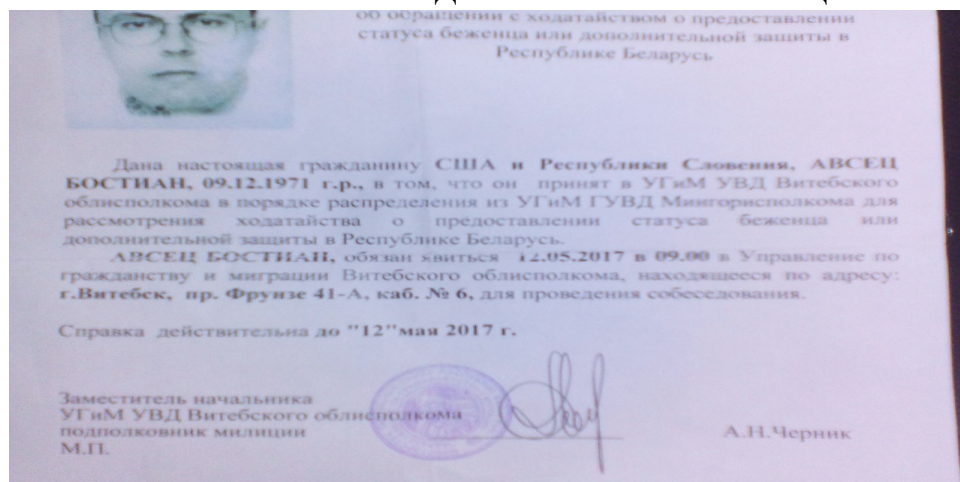 об обращении с ходатайством о предоставлении
статуса беженца или дополнительной защиты в
Республике Беларусь
Дана настоящая гражданину США и Республики Словения, АВСЕЦ
БОСТИАН, 09.12.1971 г.р., в том, что он принят в УГиМ УВД Витебского
облисполкома в порядке распределения из УГиМ ГУВД Мингорисполкома для
рассмотрения ходатайства о предоставлении статуса беженца или
дополнительной защиты в Республике Беларусь.
АВСЕЦ БОСТИАН, обязан явиться 12.05.2017 в 09.00 в Управление по
гражданству и миграции Витебского облисполкома, находящееся по адресу:
г.Витебск, пр. Фрунзе 41-А, каб. № 6, для проведения собеседования.
Справка действительна до "12"мая 2017 г.
Заместитель начальника
УГиМ УВД Витебского облисполкома
подполковник милиции
А.Н.Черник
М.П.